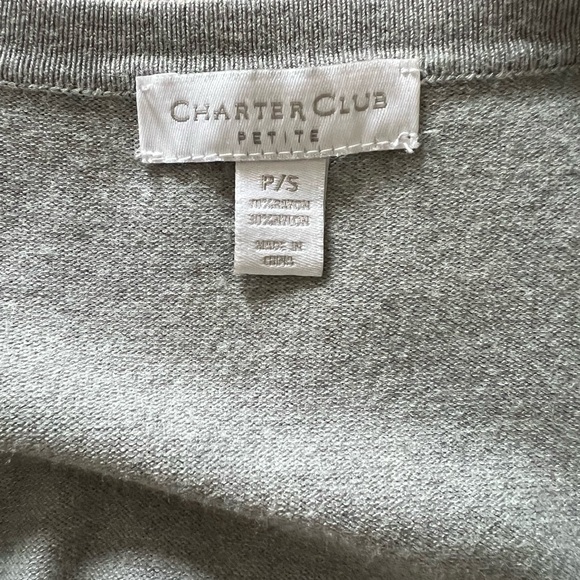 CHARTER CLUB
PETITE
P/S
70%RAYON
30%NYLON
MADE IN
CHINA